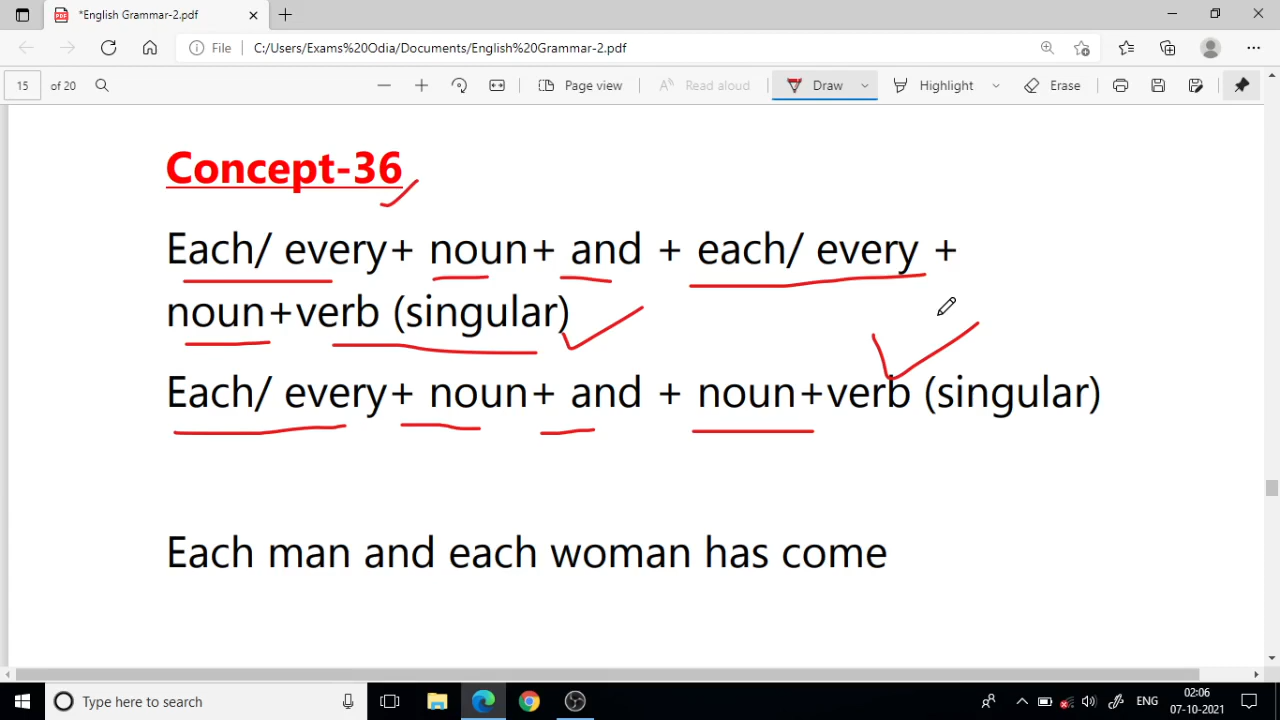 *English Grammar-2.pdf
File C:/Users/Exams%20Odia/Documents/English%20Grammar-2.pdf
15 of 20 Page view Read aloud Draw Highlight Erase
Concept-36
Each/ every+ noun+ and + each/ every +
noun+verb (singular)
Each/ every+ noun+ and + noun+verb (singular)
Each man and each woman has come
Type here to search ENG 02:06
07-10-2021